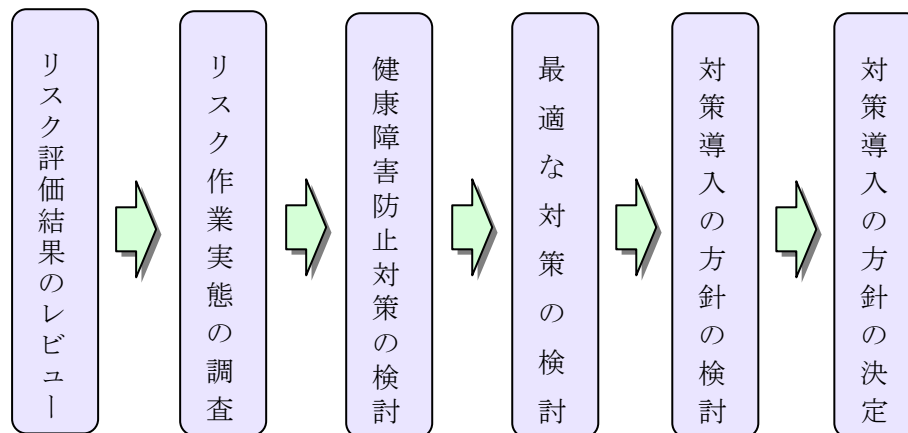 リスク評価結果のレビュー
リスク作業実態の調査
健康障害防止対策の検討
最適な対策の検討
対策導入の方針の検討
対策導入の方針の決定